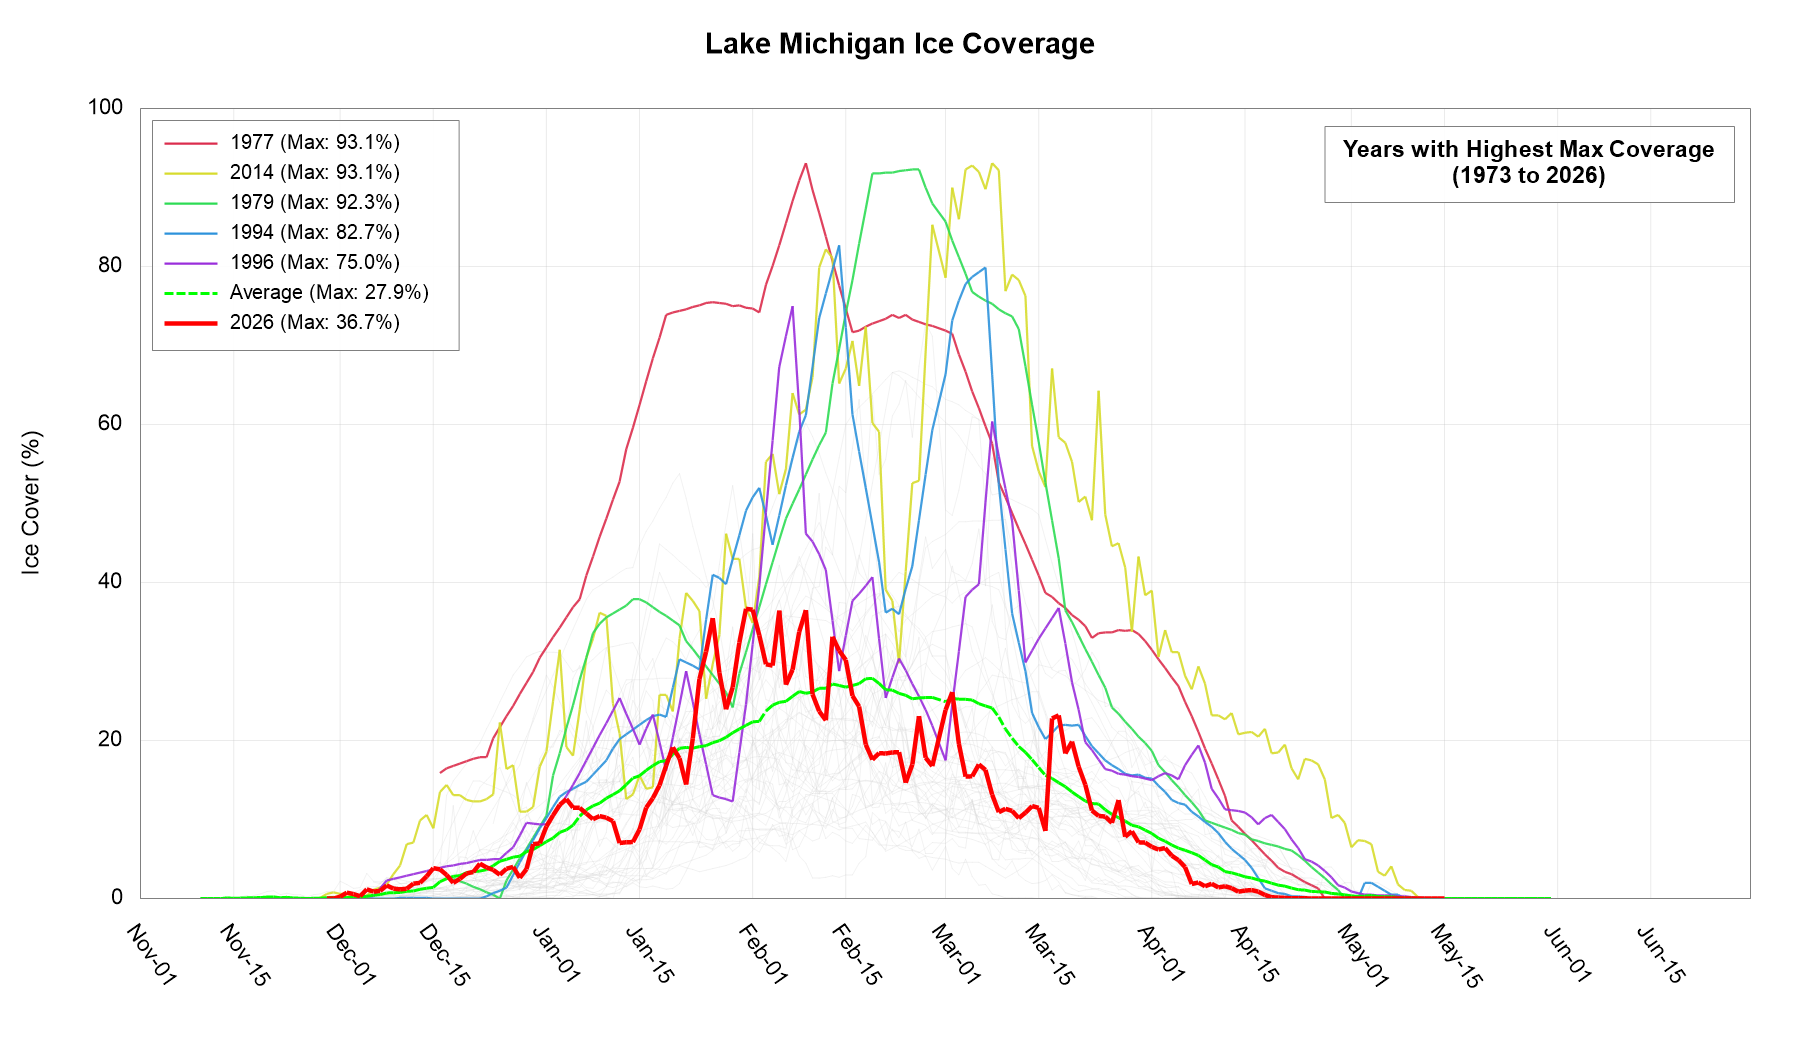 Lake Michigan Ice Coverage
Years with Highest Max Coverage
(1973 to 2026)
1977 (Max: 93.1%)
2014 (Max: 93.1%)
1979 (Max: 92.3%)
1994 (Max: 82.7%)
1996 (Max: 75.0%)
Average (Max: 27.9%)
2026 (Max: 36.7%)
Ice Cover (%)
100
80
60
40
20
0
Nov-01
Nov-15
Dec-01
Dec-15
Jan-01
Jan-15
Feb-01
Feb-15
Mar-01
Mar-15
Apr-01
Apr-15
May-01
May-15
Jun-01
Jun-15